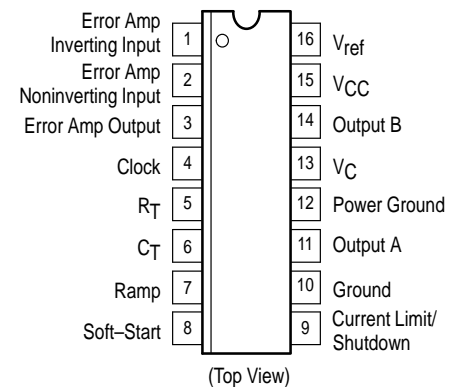 Error Amp
Inverting Input
1
Error Amp
Noninverting Input
2
Error Amp Output
3
Clock
4
RT
5
CT
6
Ramp
7
Soft–Start
8
16
Vref
15
VCC
14
Output B
13
VC
12
Power Ground
11
Output A
10
Ground
9
Current Limit/
Shutdown
(Top View)